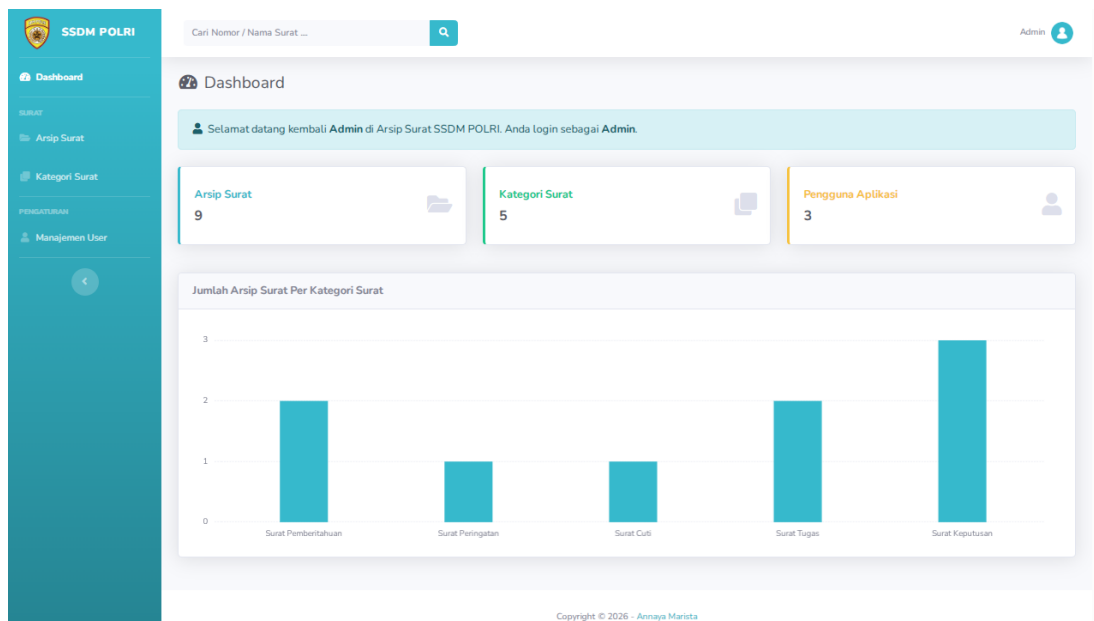 SSDM POLRI
Cari Nomor / Nama Surat ...
Admin
Dashboard
SURAT
Arsip Surat
Kategori Surat
PENGATURAN
Manajemen User
Dashboard
Selamat datang kembali Admin di Arsip Surat SSDM POLRI. Anda login sebagai Admin.
Arsip Surat
9
Kategori Surat
5
Pengguna Aplikasi
3
Jumlah Arsip Surat Per Kategori Surat
3
2
1
0
Surat Pemberitahuan
Surat Peringatan
Surat Cuti
Surat Tugas
Surat Keputusan
Copyright © 2026 - Annaya Marista